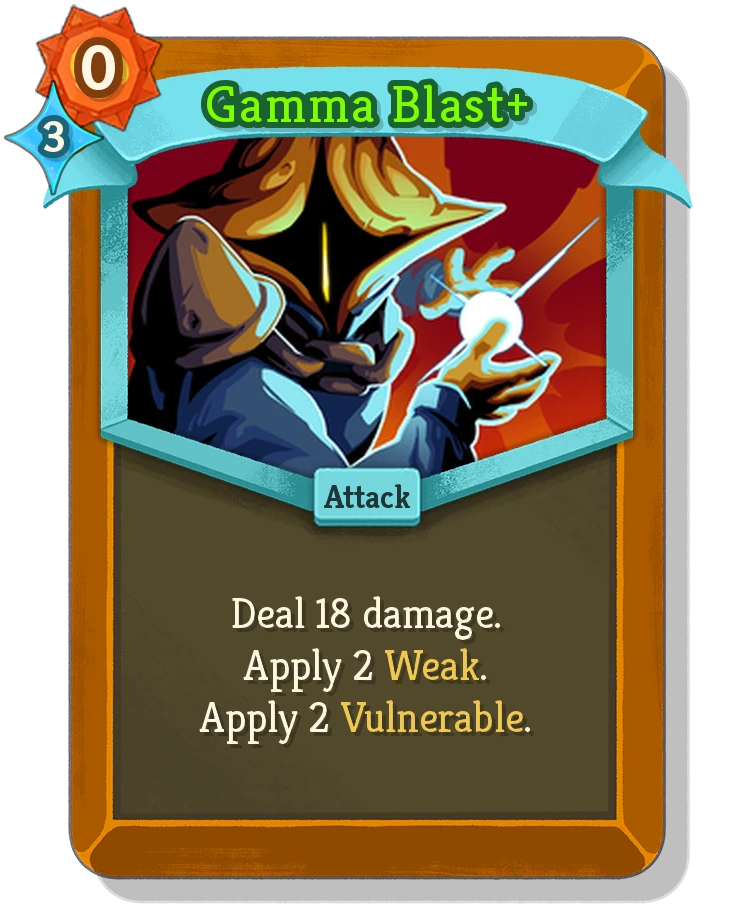 0
3
Gamma Blast+
Attack
Deal 18 damage.
Apply 2 Weak.
Apply 2 Vulnerable.